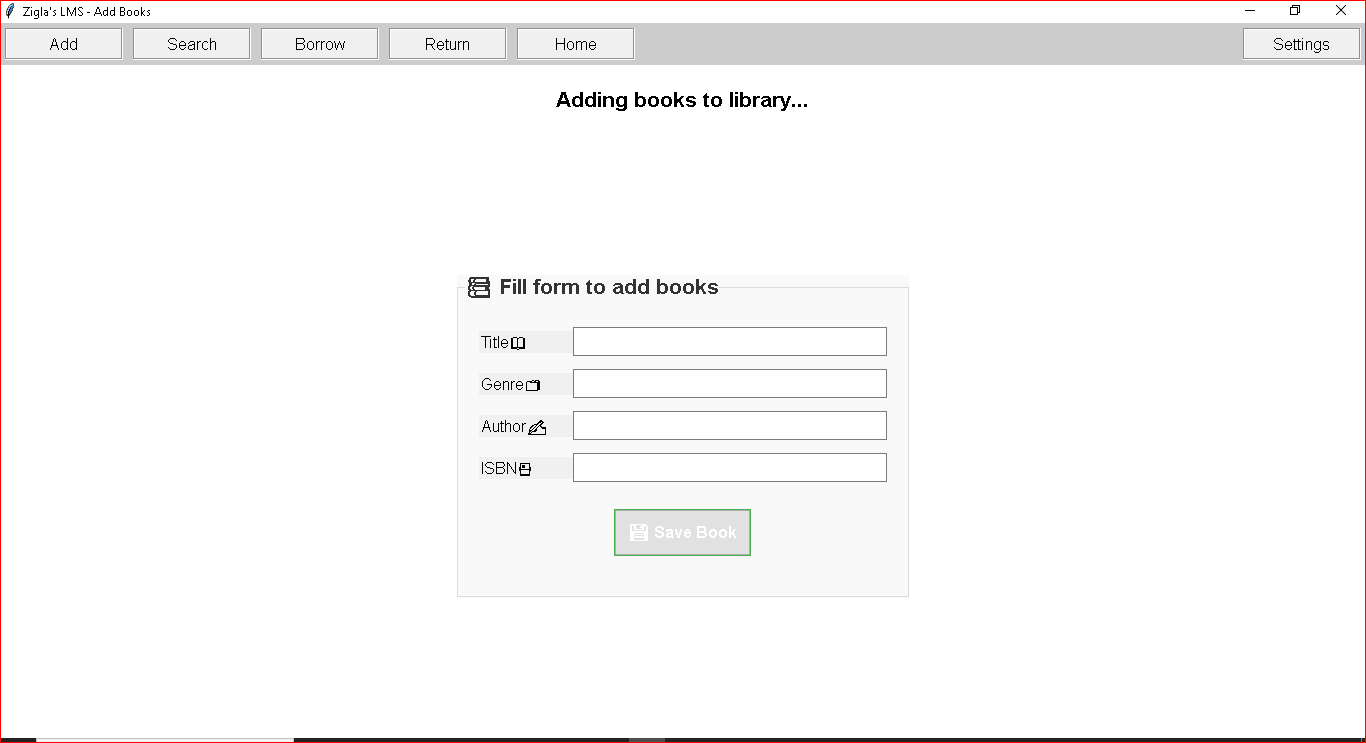 Zigla's LMS - Add Books
Add Search Borrow Return Home Settings
Adding books to library...
Fill form to add books
Title
Genre
Author
ISBN
Save Book